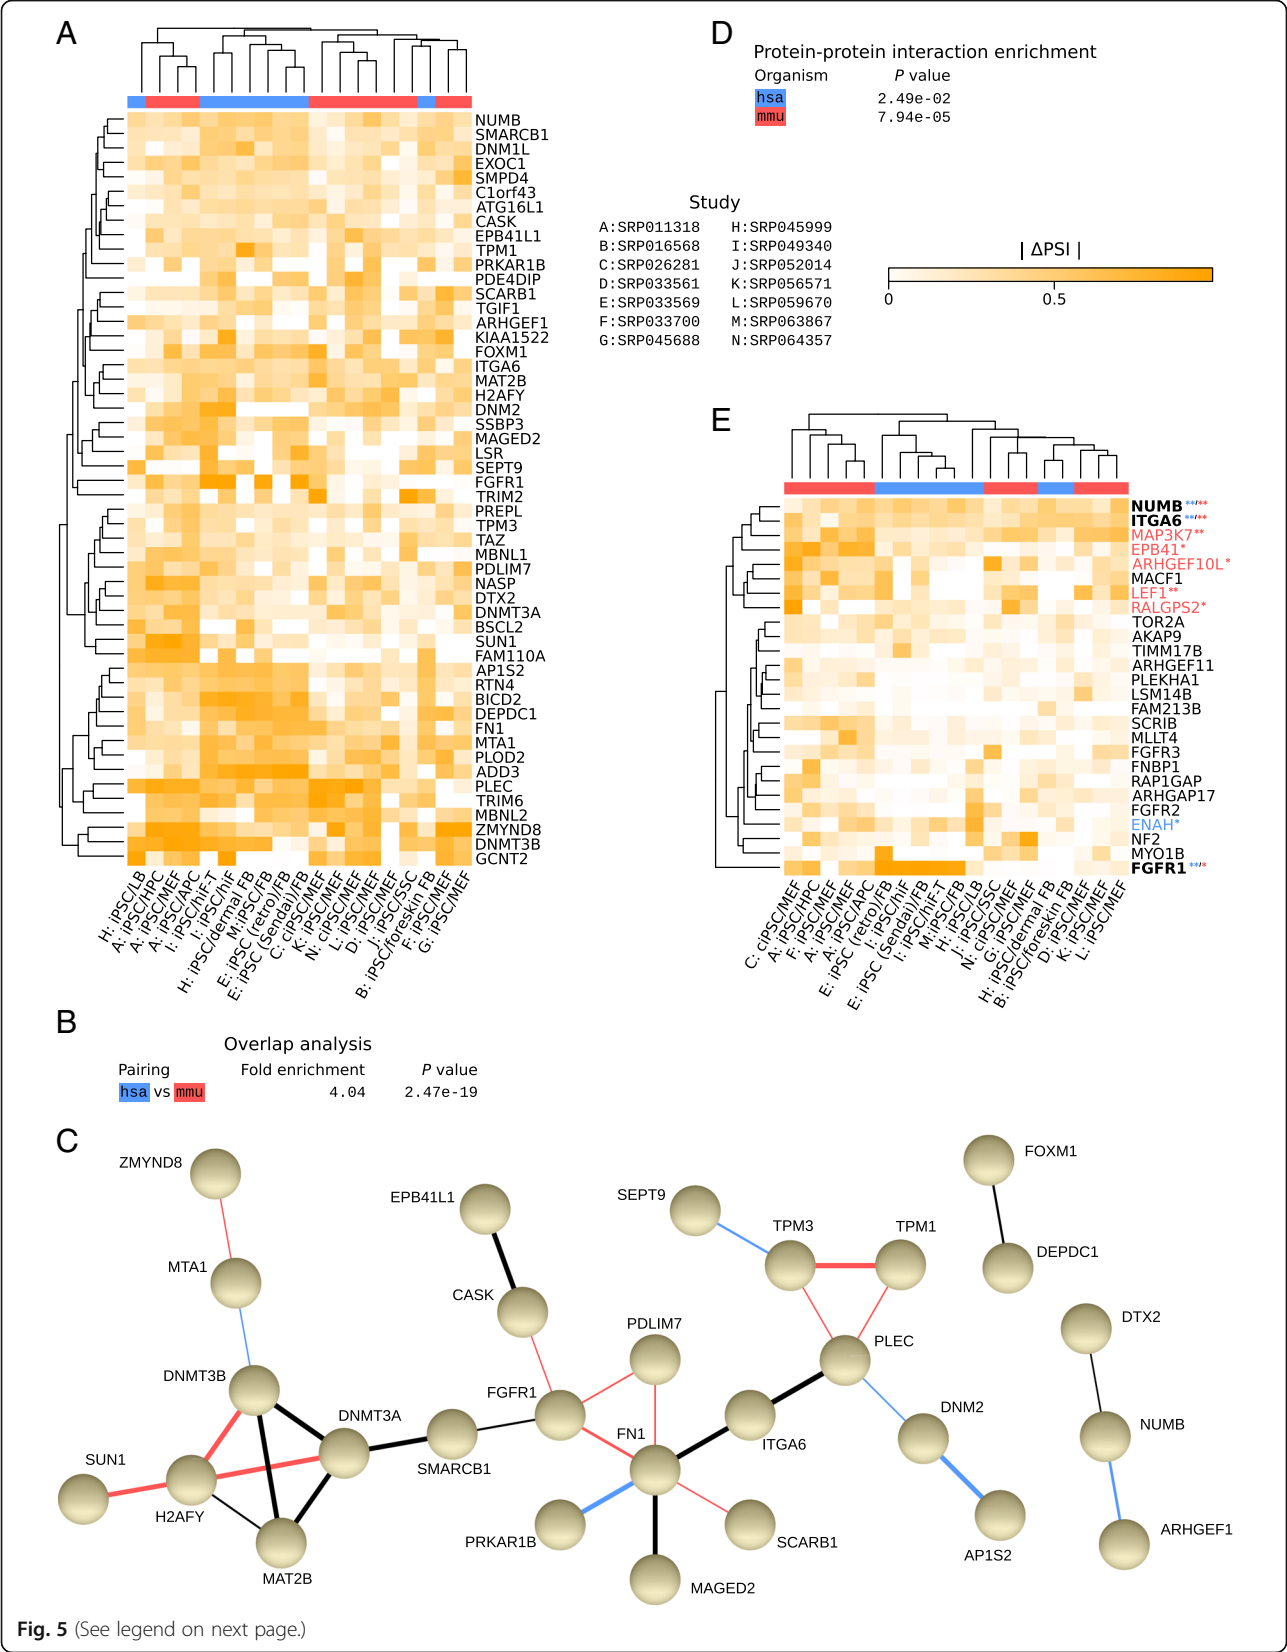 A
NUMB
SMARCB1
DNM1L
EXOC1
SMPD4
C1orf43
ATG16L1
CASK
EPB41L1
TPM1
PRKAR1B
PDE4DIP
SCARB1
TGIF1
ARHGEF1
KIAA1522
FOXM1
ITGA6
MAT2B
H2AFY
DNM2
SSBP3
MAGED2
LSR
SEPT9
FGFR1
TRIM2
PREPL
TPM3
TAZ
MBNL1
PDLIM7
NASP
DTX2
DNMT3A
BSCL2
SUN1
FAM110A
AP1S2
RTN4
BICD2
DEPDC1
FN1
MTA1
PLOD2
ADD3
PLEC
TRIM6
MBNL2
ZMYND8
DNMT3B
GCNT2
H: iPSC/LB
A: iPSC/HPC
A: iPSC/MEF
A: iPSC/APC
I: iPSC/hiF-T
I: iPSC/hiF
H: iPSC/dermal FB
M:iPSC/FB
E: iPSC (retro)/FB
E: iPSC (Sendai)/FB
C: ciPSC/MEF
K: iPSC/MEF
N: ciPSC/MEF
L: iPSC/MEF
D: iPSC/MEF
J: iPSC/SSC
B: iPSC/foreskin FB
F: iPSC/MEF
G: iPSC/MEF
D
Protein-protein interaction enrichment
Organism P value
hsa 2.49e-02
mmu 7.94e-05
Study
A:SRP011318 H:SRP045999
B:SRP016568 I:SRP049340
C:SRP026281 J:SRP052014
D:SRP033561 K:SRP056571
E:SRP033569 L:SRP059670
F:SRP033700 M:SRP063867
G:SRP045688 N:SRP064357
| ΔPSI |
0 0.5
E
NUMB **/**
ITGA6 **/**
MAP3K7**
EPB41*
ARHGEF10L*
MACF1
LEF1**
RALGPS2*
TOR2A
AKAP9
TIMM17B
ARHGEF11
PLEKHA1
LSM14B
FAM213B
SCRIB
MLLT4
FGFR3
FNBP1
RAP1GAP
ARHGAP17
FGFR2
ENAH*
NF2
MYO1B
FGFR1 **/*
C: ciPSC/MEF
A: iPSC/HPC
F: iPSC/MEF
A: iPSC/MEF
A: iPSC/APC
E: iPSC (retro)/FB
I: iPSC/hiF
E: iPSC (Sendai)/FB
I: iPSC/hiF-T
M:iPSC/FB
H: iPSC/LB
J: iPSC/SSC
N: ciPSC/MEF
G: iPSC/MEF
H: iPSC/dermal FB
B: iPSC/foreskin FB
D: iPSC/MEF
K: iPSC/MEF
L: iPSC/MEF
B
Overlap analysis
Pairing Fold enrichment P value
hsa vs mmu 4.04 2.47e-19
C
ZMYND8
MTA1
DNMT3B
DNMT3A
SUN1
H2AFY
MAT2B
SMARCB1
EPB41L1
CASK
FGFR1
PDLIM7
FN1
PRKAR1B
MAGED2
SCARB1
ITGA6
SEPT9
TPM3
TPM1
PLEC
DNM2
AP1S2
FOXM1
DEPDC1
DTX2
NUMB
ARHGEF1
Fig. 5 (See legend on next page.)